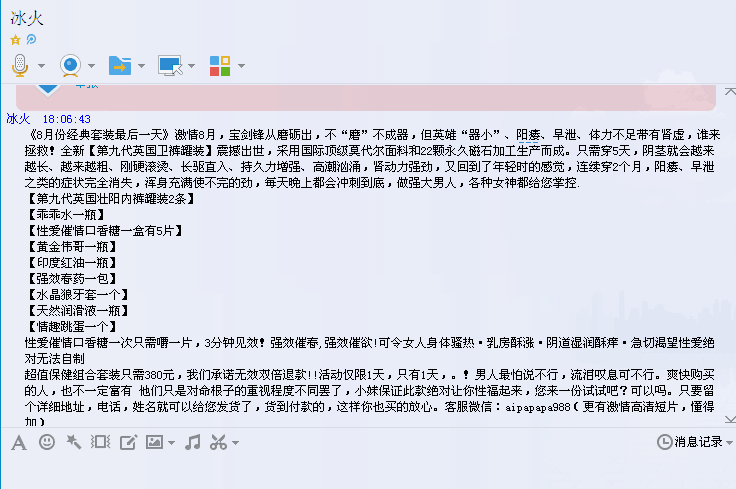 冰火
冰火 18:06:43
《8月份经典套装最后一天》激情8月，宝剑锋从磨砺出，不“磨”不成器，但英雄“器小”、阳痿、早泄、体力不足带有肾虚，谁来
拯救！全新【第九代英国卫裤罐装】震撼出世，采用国际顶级莫代尔面料和22颗永久磁石加工生产而成。只需穿5天，阴茎就会越来
越长、越来越粗、刚硬滚烫、长驱直入、持久力增强、高潮汹涌，肾动力强劲，又回到了年轻时的感觉，连续穿2个月，阳痿、早泄
之类的症状完全消失，浑身充满使不完的劲，每天晚上都会冲刺到底，做强大男人，各种女神都给您掌控.
【第九代英国壮阳内裤罐装2条】
【乖乖水一瓶】
【性爱催情口香糖一盒有5片】
【黄金伟哥一瓶】
【印度红油一瓶】
【强效春药一包】
【水晶狼牙套一个】
【天然润滑液一瓶】
【情趣跳蛋一个】
性爱催情口香糖一次只需嚼一片，3分钟见效！强效催春,强效催欲!可令女人身体骚热·乳房酥涨·阴道湿润酥痒·急切渴望性爱绝
对无法自制
超值保健组合套装只需380元，我们承诺无效双倍退款!!活动仅限1天，只有1天，。！男人最怕说不行，流泪叹息可不行。爽快购买
的人，也不一定富有 他们只是对命根子的重视程度不同罢了，小妹保证此款绝对让你性福起来，您来一份试试吧？可以吗。只要留
个详细地址，电话，姓名就可以给您发货了，货到付款的，这样你也买的放心。客服微信：aipapapa988（更有激情高清短片，懂得
加）
消息记录